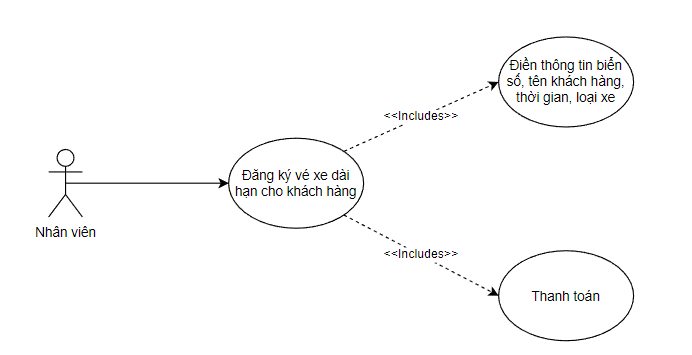 Điền thông tin biển
số, tên khách hàng,
thời gian, loại xe
<<Includes>>
Đăng ký vé xe dài
hạn cho khách hàng
Nhân viên
<<Includes>>
Thanh toán